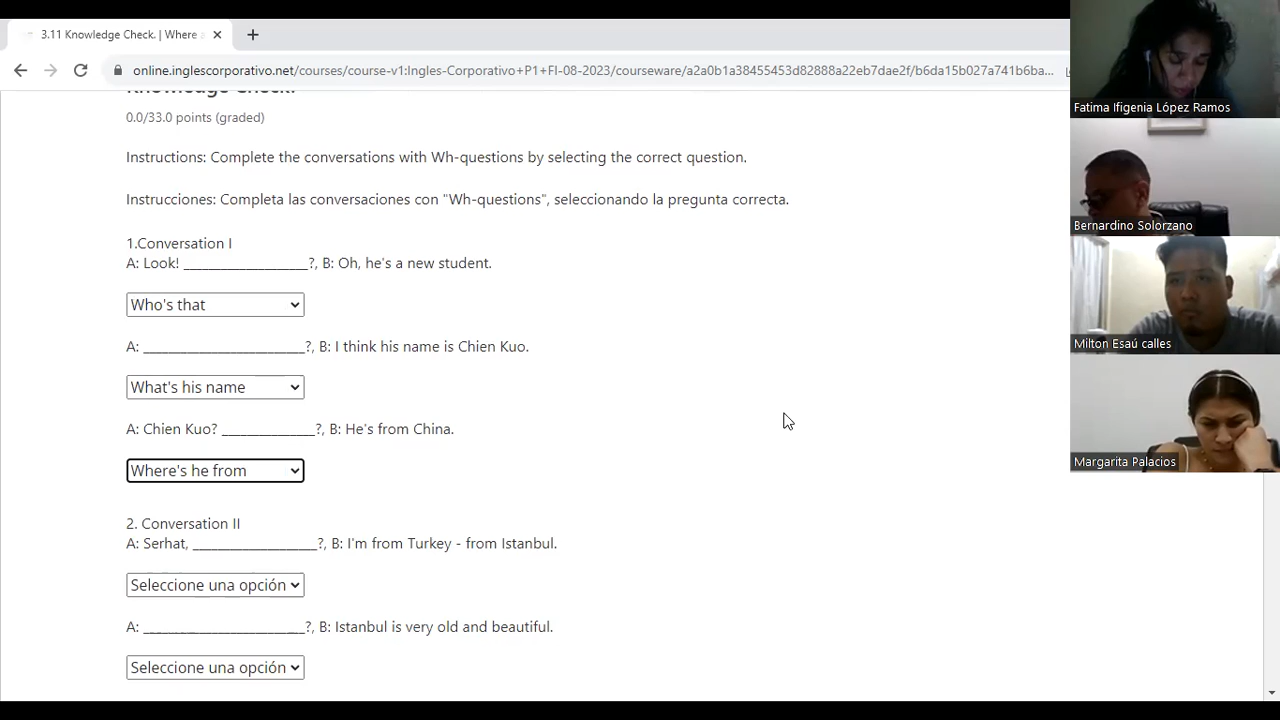 3.11 Knowledge Check. | Where
online.inglescorporativo.net/courses/course-v1:Ingles-Corporativo+P1+FI-08-2023/courseware/a2a0b1a38455453d82888a22eb7dae2f/b6da15b027a741b6ba...
Knowledge Check.
0.0/33.0 points (graded)
Instructions: Complete the conversations with Wh-questions by selecting the correct question.
Instrucciones: Completa las conversaciones con "Wh-questions", seleccionando la pregunta correcta.
1.Conversation I
A: Look! ____________________?, B: Oh, he's a new student.
Who's that
A: __________________________?, B: I think his name is Chien Kuo.
What's his name
A: Chien Kuo? _______________?, B: He's from China.
Where's he from
2. Conversation II
A: Serhat, ____________________?, B: I'm from Turkey - from Istanbul.
Seleccione una opción
A: __________________________?, B: Istanbul is very old and beautiful.
Seleccione una opción
Fatima Ifigenia López Ramos
Bernardino Solorzano
Milton Esaú calles
Margarita Palacios